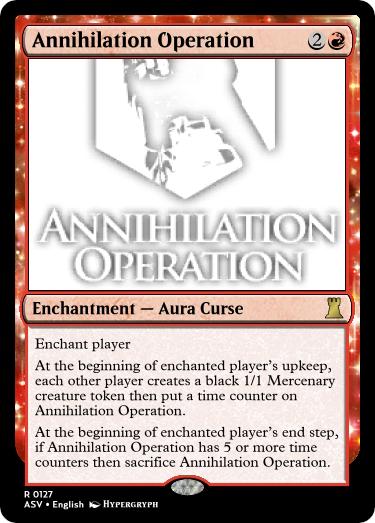 Annihilation Operation 2
ANNIHILATION
OPERATION
Enchantment — Aura Curse
Enchant player
At the beginning of enchanted player's upkeep,
each other player creates a black 1/1 Mercenary
creature token then put a time counter on
Annihilation Operation.
At the beginning of enchanted player's end step,
if Annihilation Operation has 5 or more time
counters then sacrifice Annihilation Operation.
R 0127
ASV • English HYPERGRYPH